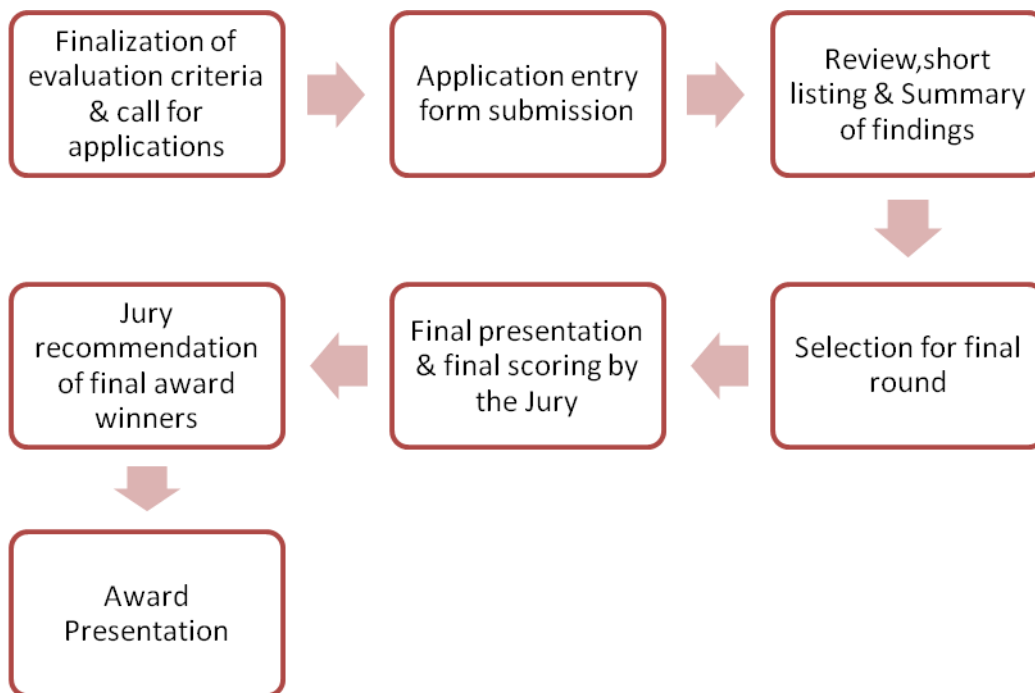 Finalization of
evaluation criteria
& call for
applications
Application entry
form submission
Review,short
listing & Summary
of findings
Selection for final
round
Final presentation
& final scoring by
the Jury
Jury
recommendation
of final award
winners
Award
Presentation